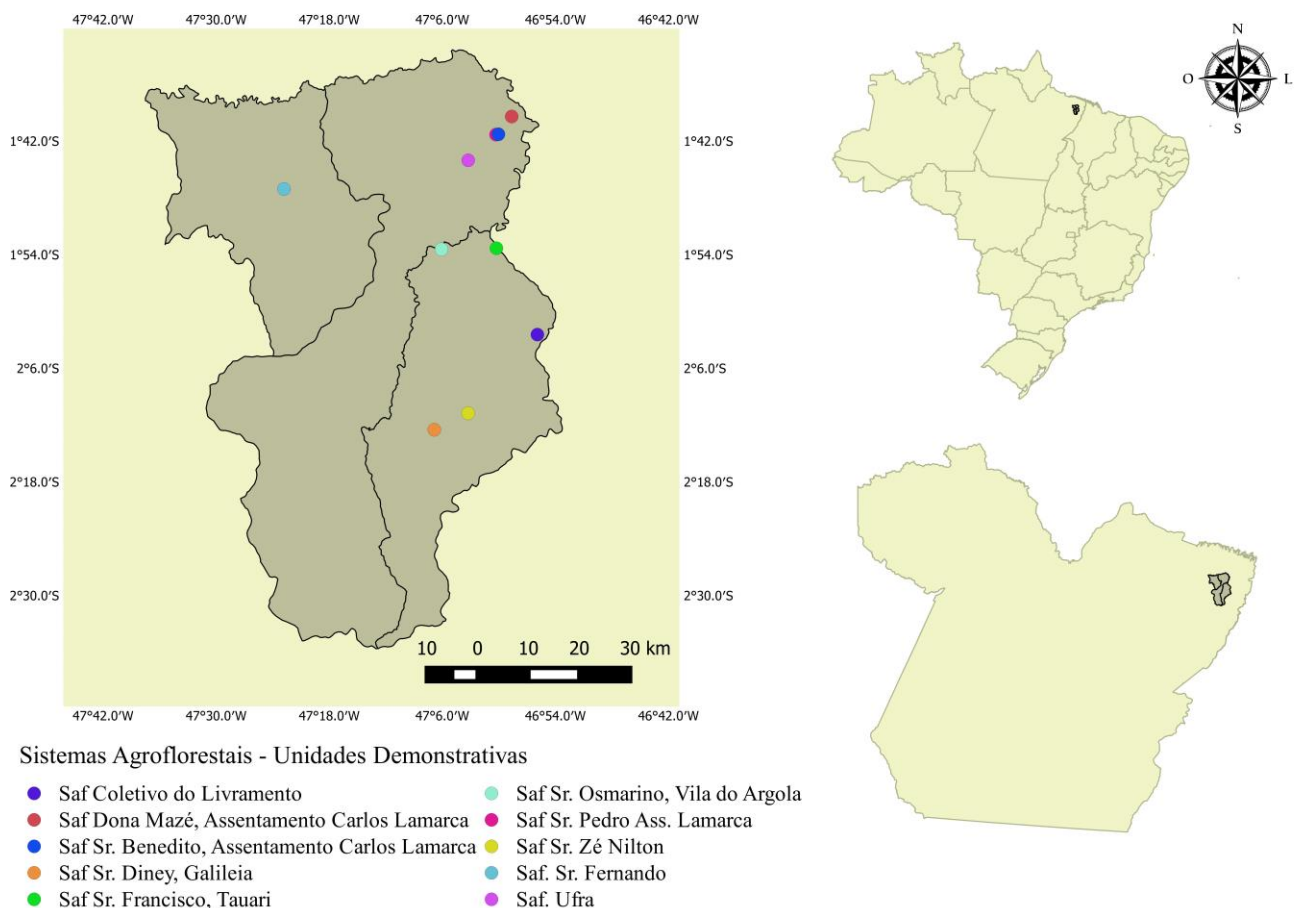 47°42.0'W 47°30.0'W 47°18.0'W 47°6.0'W 46°54.0'W 46°42.0'W
N
O L
S
1°42.0'S 1°42.0'S
1°54.0'S 1°54.0'S
2°6.0'S 2°6.0'S
2°18.0'S 2°18.0'S
2°30.0'S 2°30.0'S
10 0 10 20 30 km
47°42.0'W 47°30.0'W 47°18.0'W 47°6.0'W 46°54.0'W 46°42.0'W
Sistemas Agroflorestais - Unidades Demonstrativas
Saf Coletivo do Livramento
Saf Dona Mazé, Assentamento Carlos Lamarca
Saf Sr. Benedito, Assentamento Carlos Lamarca
Saf Sr. Diney, Galileia
Saf Sr. Francisco, Tauari
Saf Sr. Osmarino, Vila do Argola
Saf Sr. Pedro Ass. Lamarca
Saf Sr. Zé Nilton
Saf. Sr. Fernando
Saf. Ufra